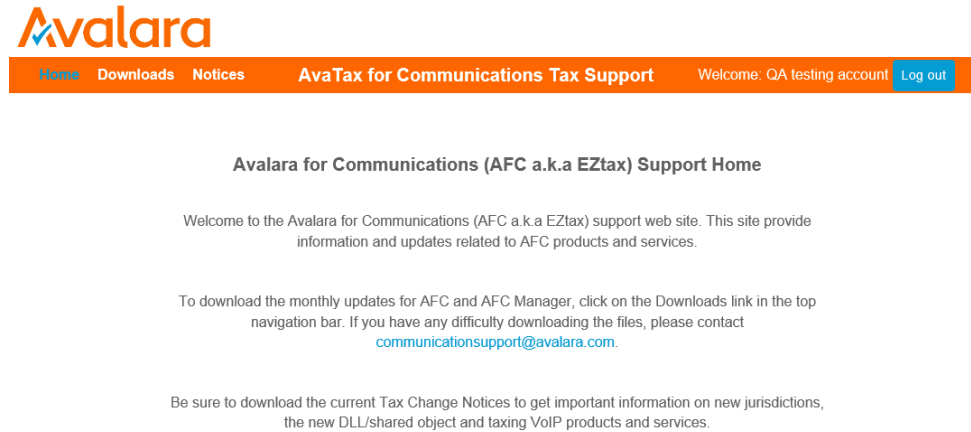 Avalara
Home Downloads Notices AvaTax for Communications Tax Support Welcome: QA testing account Log out
Avalara for Communications (AFC a.k.a EZtax) Support Home
Welcome to the Avalara for Communications (AFC a.k.a EZtax) support web site. This site provide
information and updates related to AFC products and services.
To download the monthly updates for AFC and AFC Manager, click on the Downloads link in the top
navigation bar. If you have any difficulty downloading the files, please contact
communicationsupport@avalara.com.
Be sure to download the current Tax Change Notices to get important information on new jurisdictions,
the new DLL/shared object and taxing VoIP products and services.